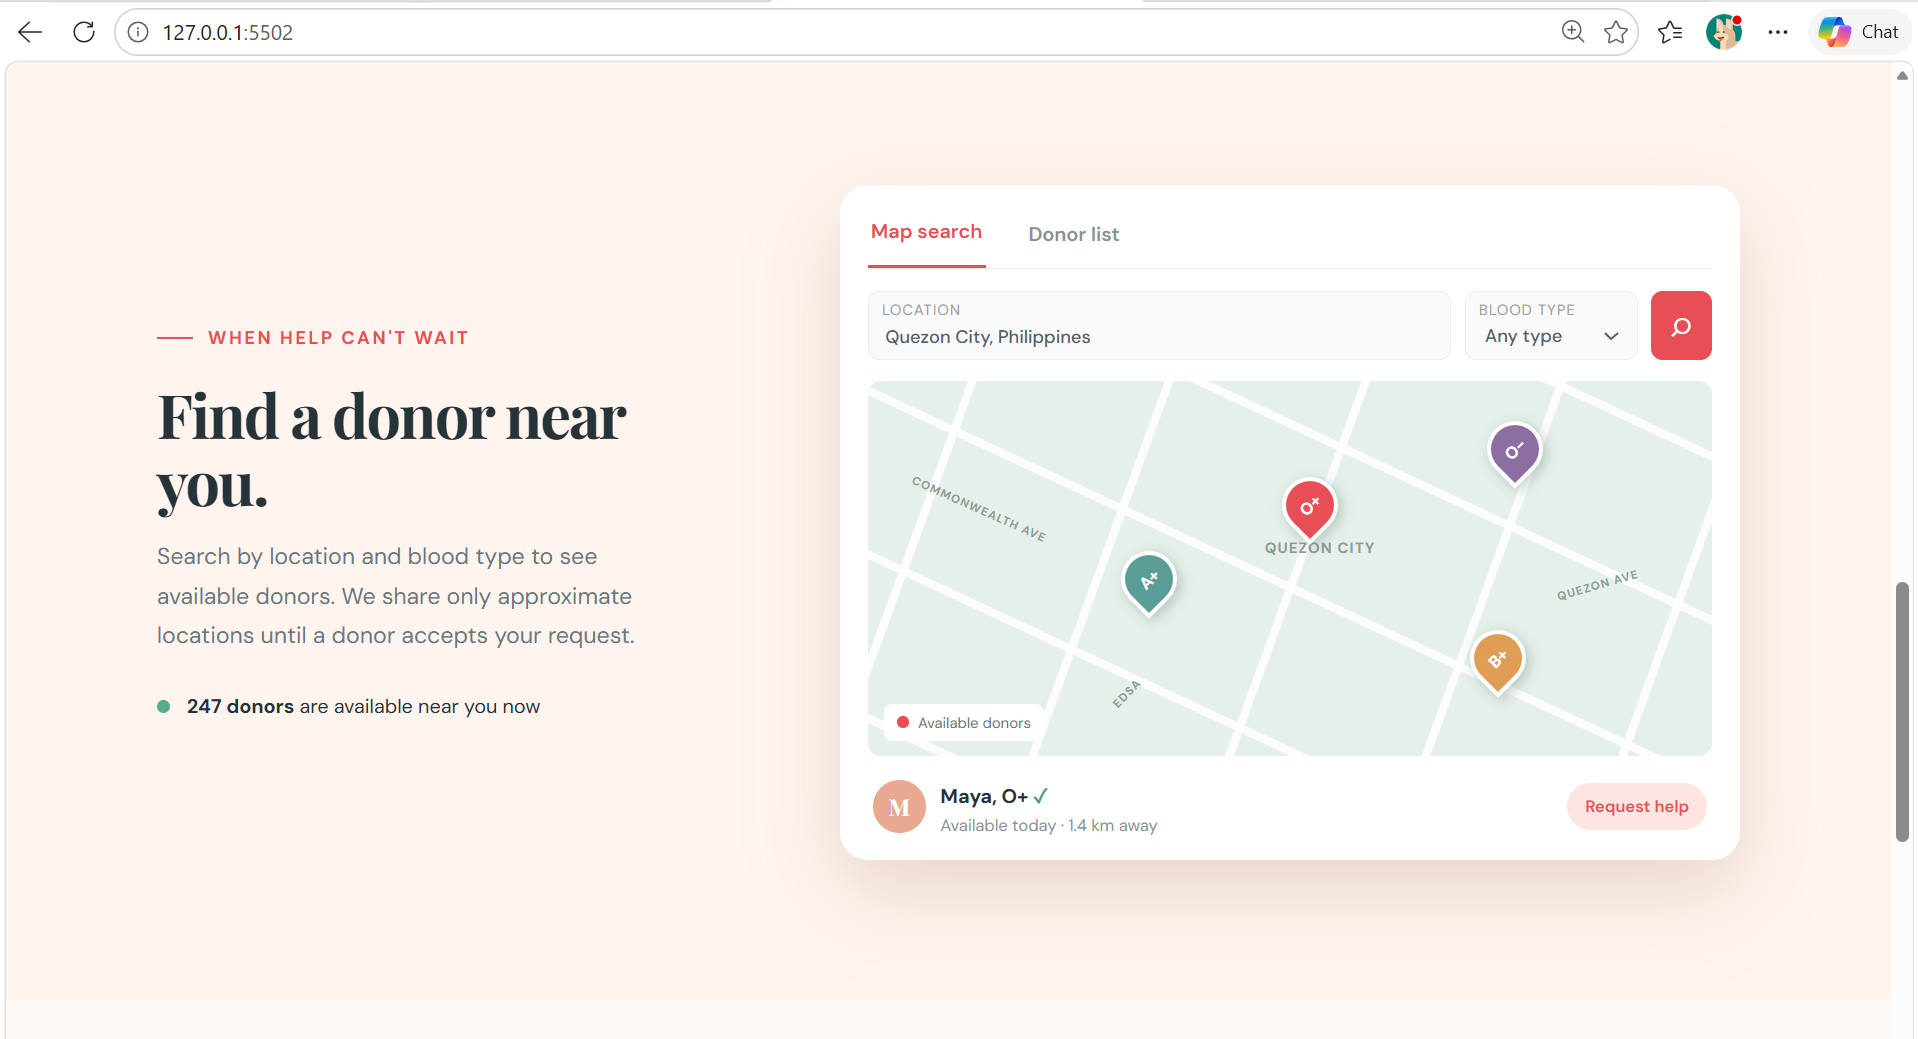 127.0.0.1:5502
Chat
WHEN HELP CAN'T WAIT
Find a donor near
you.
Search by location and blood type to see
available donors. We share only approximate
locations until a donor accepts your request.
247 donors are available near you now
Map search
Donor list
LOCATION
Quezon City, Philippines
BLOOD TYPE
Any type
COMMONWEALTH AVE
O-
O+
QUEZON CITY
A+
QUEZON AVE
B+
EDSA
Available donors
M
Maya, O+ ✓
Available today · 1.4 km away
Request help